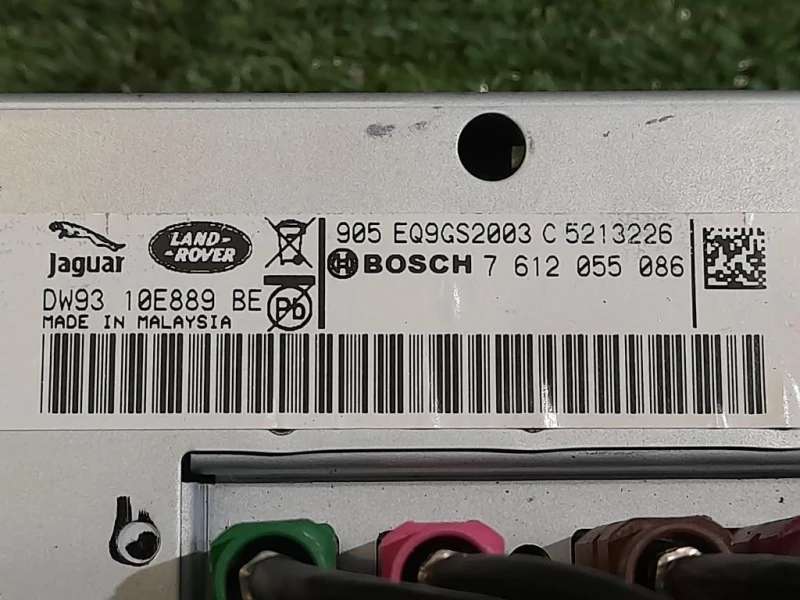 Jaguar
LAND-
-ROVER
DW93 10E889 BE
Pb
MADE IN MALAYSIA
905 EQ9GS2003 C 5213226
BOSCH 7 612 055 086